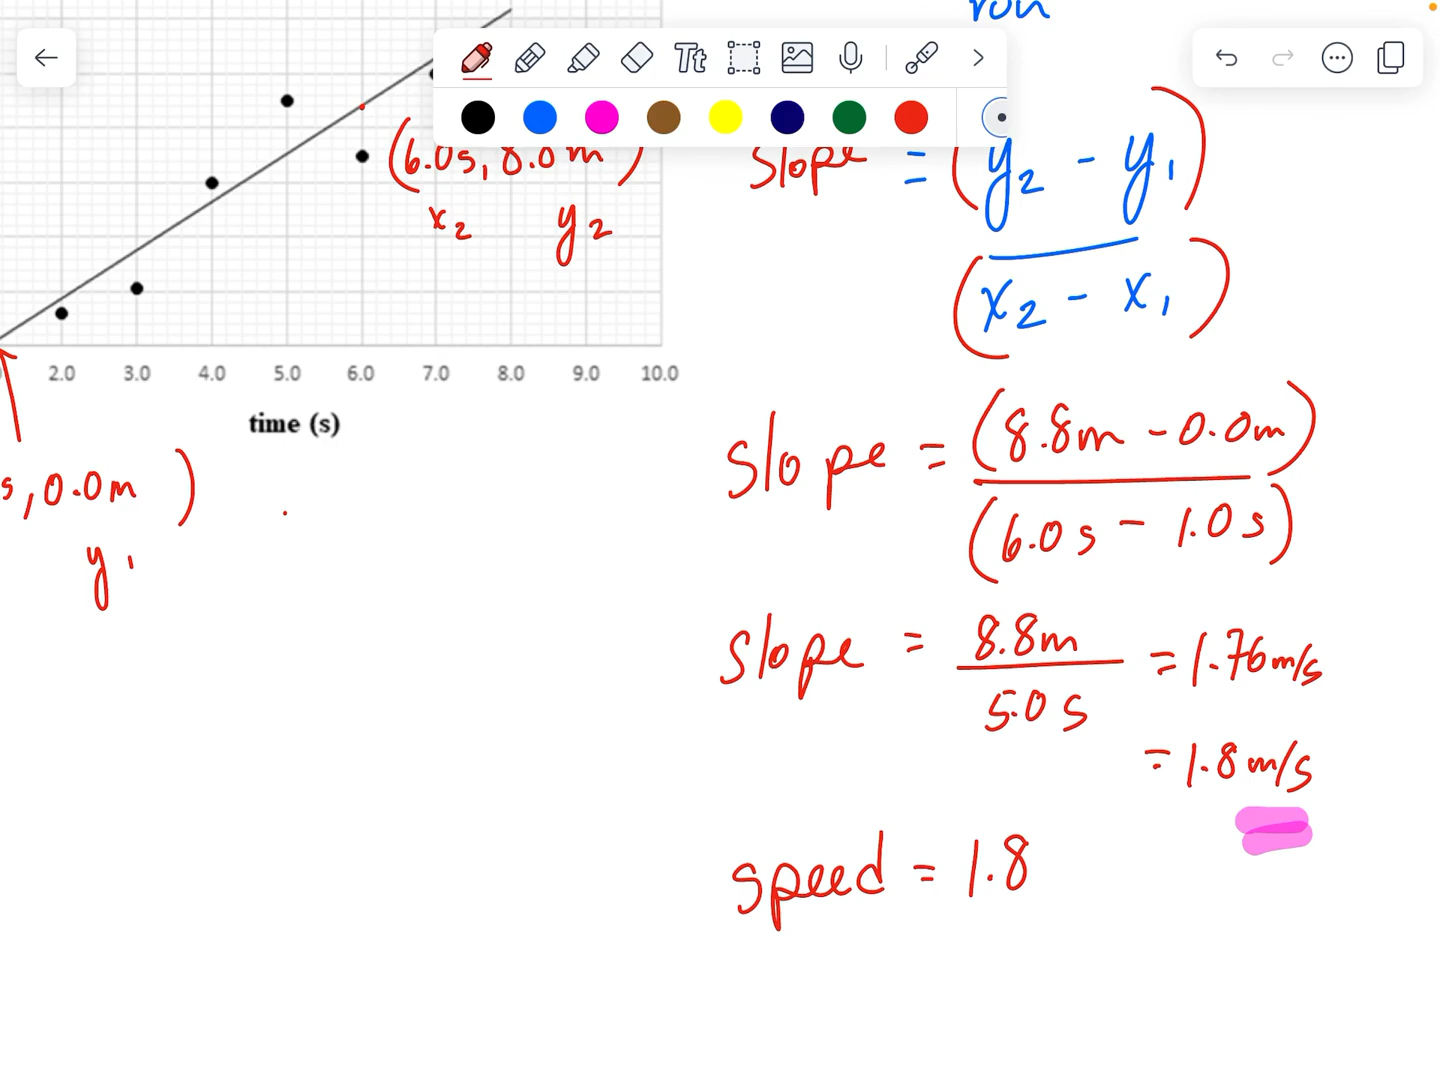 run
Tt
slope = (y₂ - y₁)
(x₂ - x₁)
(6.0s, 8.0m)
x₂ y₂
2.0 3.0 4.0 5.0 6.0 7.0 8.0 9.0 10.0
time (s)
s, 0.0m )
y₁
slope = (8.8m - 0.0m)
(6.0s - 1.0s)
slope = 8.8m = 1.76m/s
5.0s
= 1.8m/s
speed = 1.8